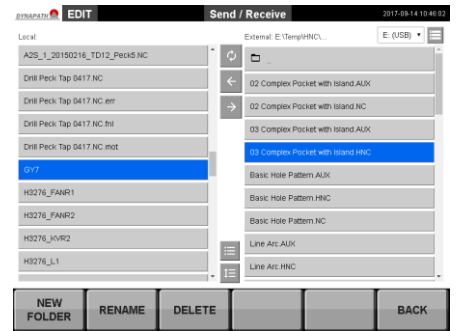 DYNAPATH EDIT Send / Receive 2017-09-14 10:46:02
Local:
A2S_1_20150216_TD12_Peck5.NC
Drill Peck Tap 0417.NC
Drill Peck Tap 0417.NC.err
Drill Peck Tap 0417.NC.fnl
Drill Peck Tap 0417.NC.mot
GY7
H3276_FANR1
H3276_FANR2
H3276_KVR2
H3276_L1
External: E:\Temp\HNC\...
E: (USB)
..
02 Complex Pocket with Island.AUX
02 Complex Pocket with Island.NC
03 Complex Pocket with Island.AUX
03 Complex Pocket with Island.HNC
Basic Hole Pattern.AUX
Basic Hole Pattern.HNC
Basic Hole Pattern.NC
Line Arc.AUX
Line Arc.HNC
NEW
FOLDER
RENAME
DELETE
BACK